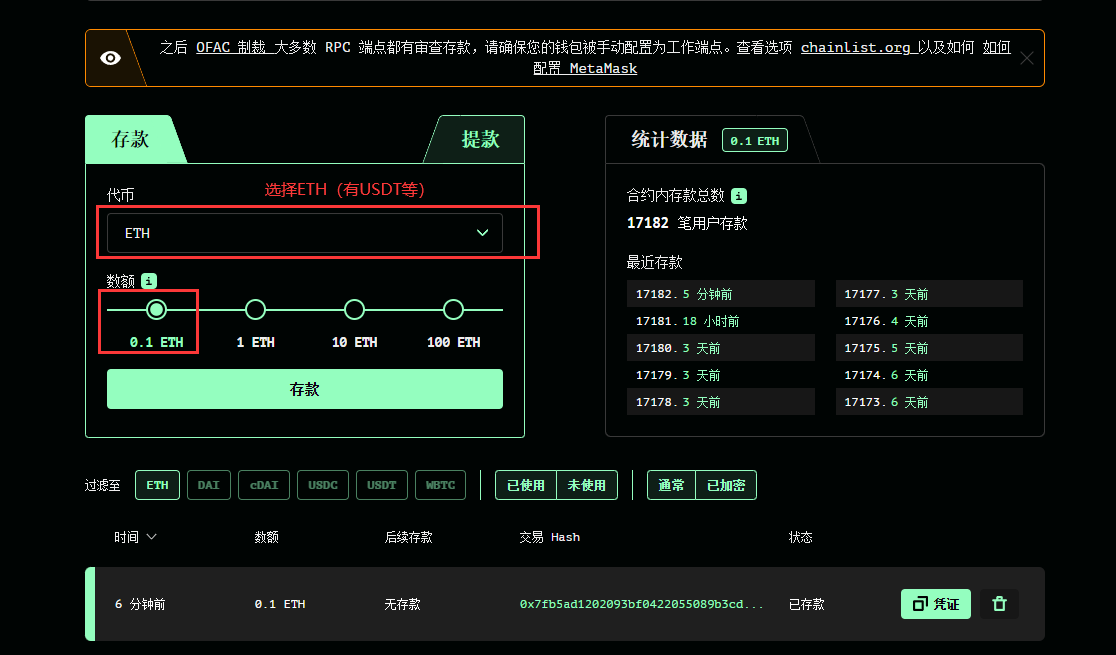 之后 OFAC 制裁 大多数 RPC 端点都有审查存款，请确保您的钱包被手动配置为工作端点。查看选项 chainlist.org 以及如何 如何
配置 MetaMask
存款
提款
代币
选择ETH（有USDT等）
ETH
数额 i
0.1 ETH 1 ETH 10 ETH 100 ETH
存款
统计数据 0.1 ETH
合约内存款总数 i
17182 笔用户存款
最近存款
17182. 5 分钟前
17181. 18 小时前
17180. 3 天前
17179. 3 天前
17178. 3 天前
17177. 3 天前
17176. 4 天前
17175. 5 天前
17174. 6 天前
17173. 6 天前
过滤至 ETH DAI cDAI USDC USDT WBTC 已使用 未使用 通常 已加密
时间 数额 后续存款 交易 Hash 状态
6 分钟前 0.1 ETH 无存款 0x7fb5ad1202093bf0422055089b3cd... 已存款 凭证